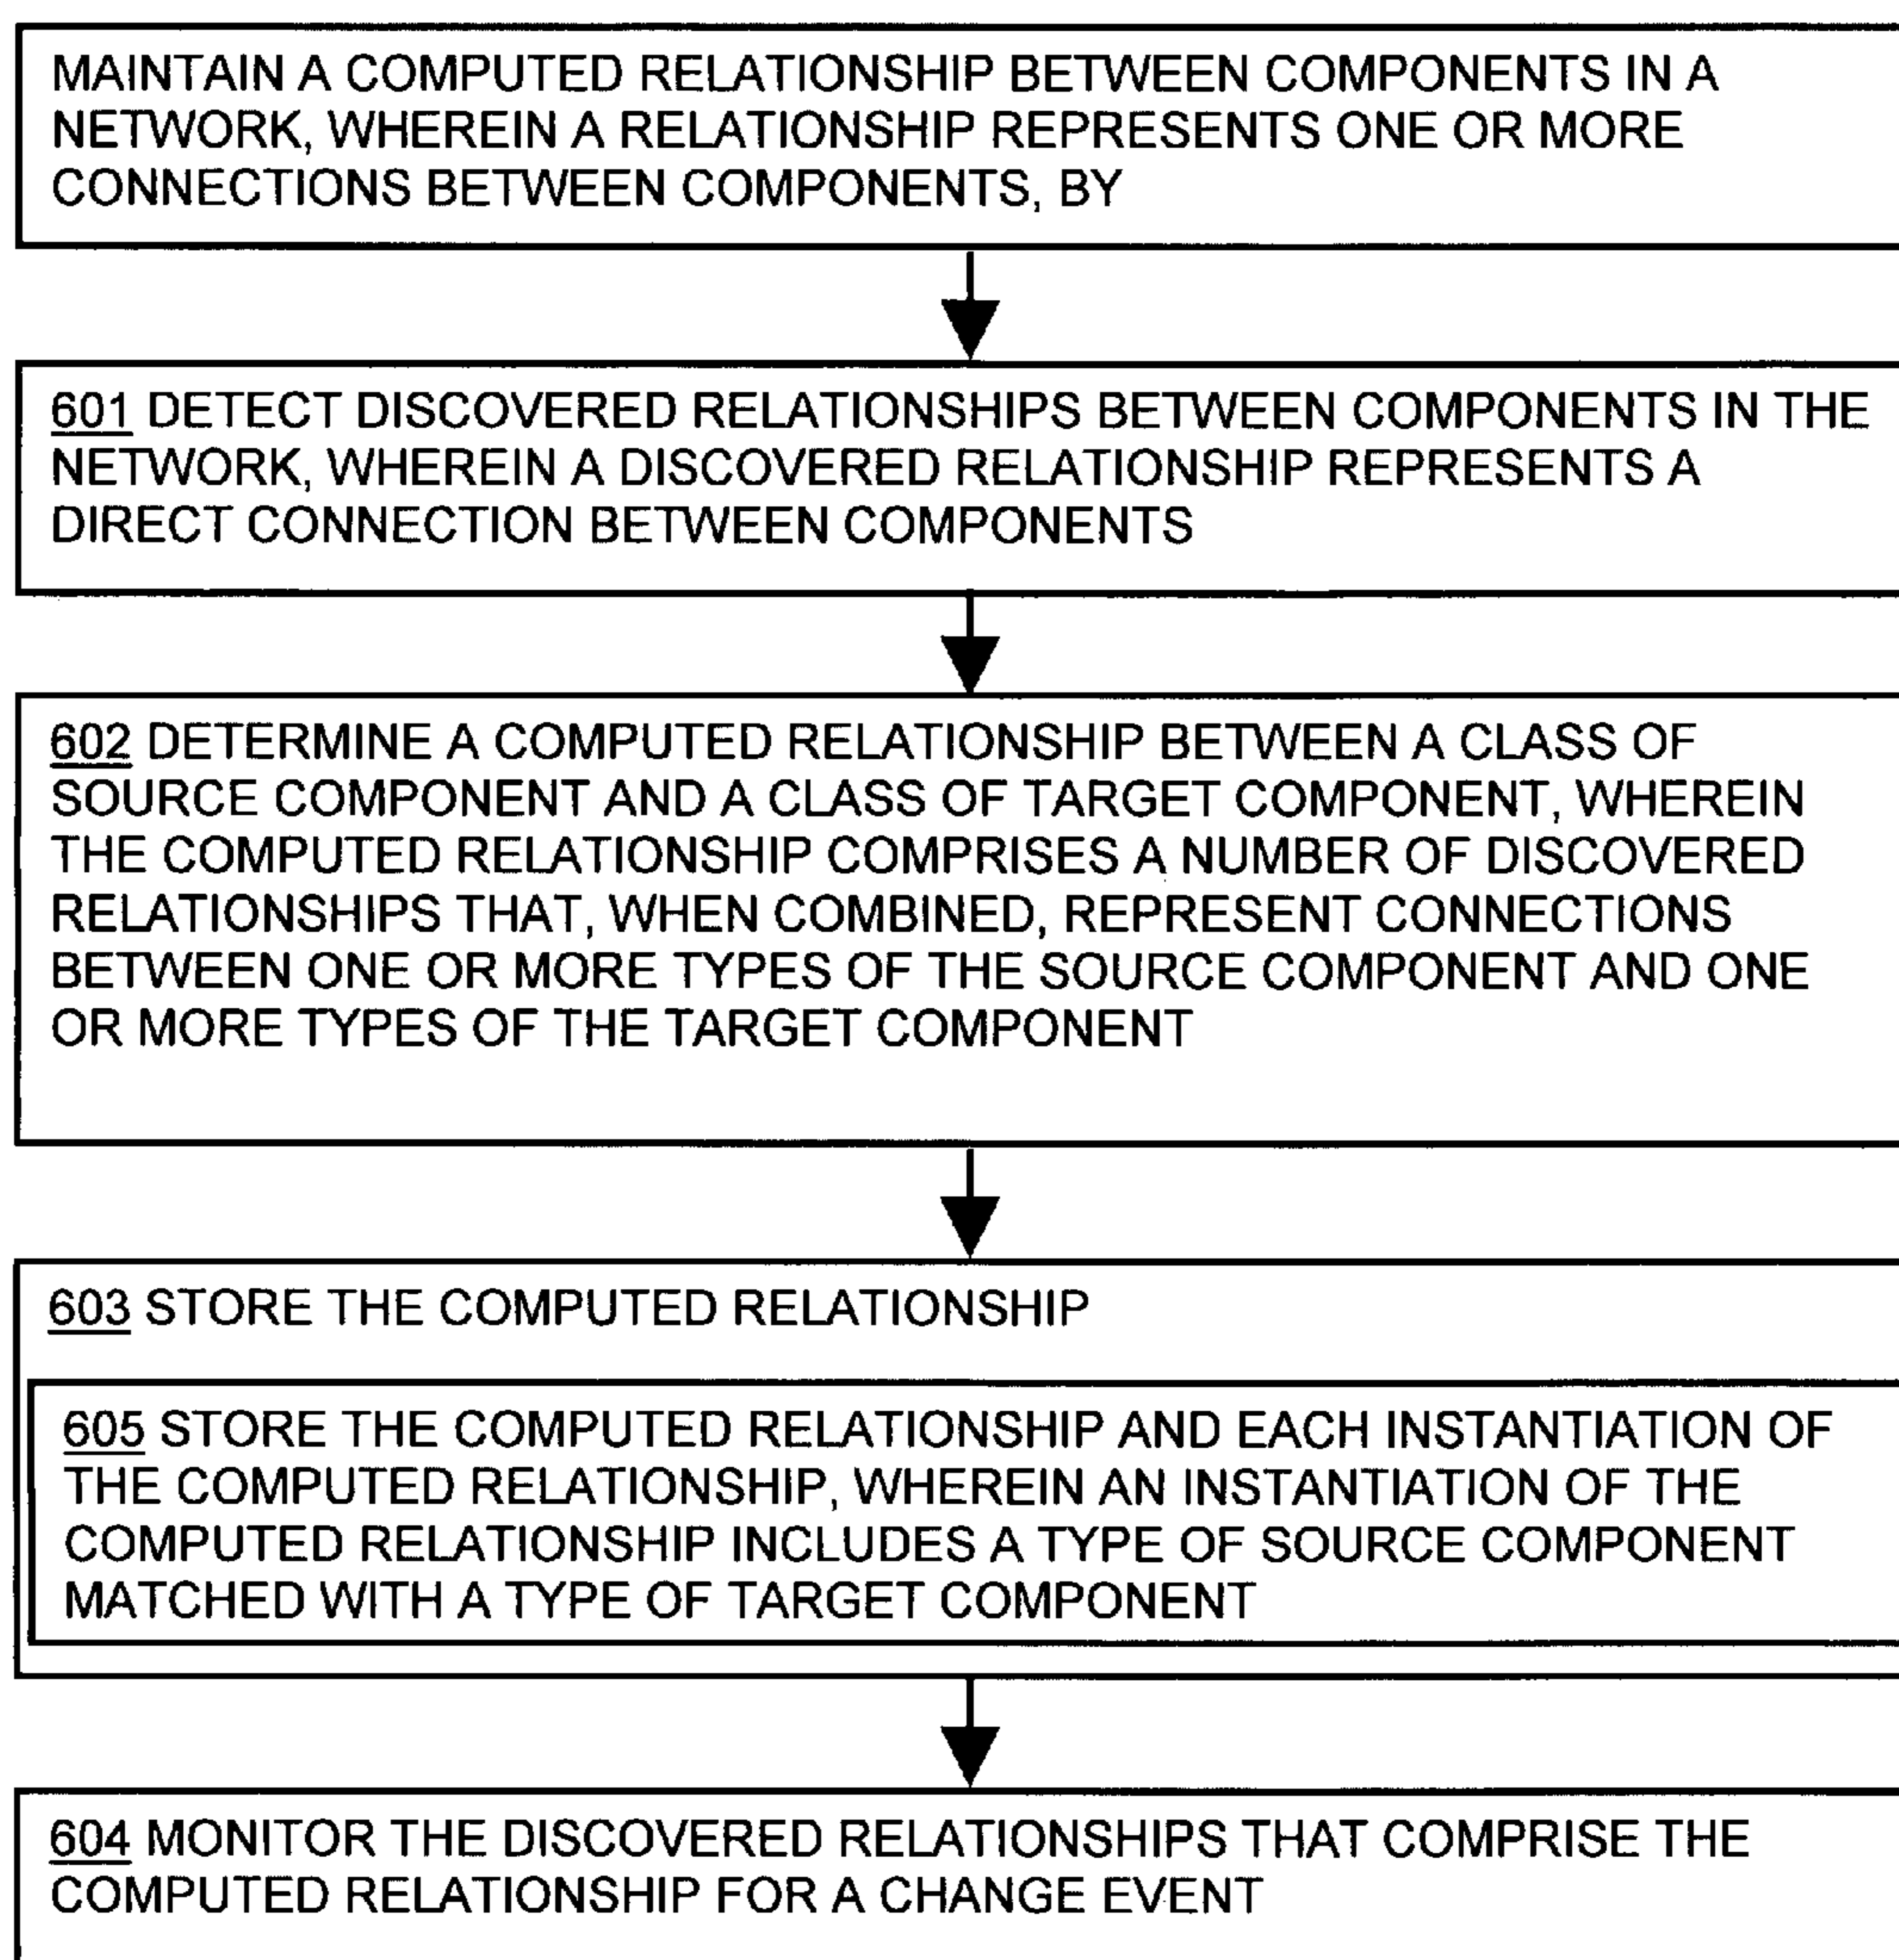 MAINTAIN A COMPUTED RELATIONSHIP BETWEEN COMPONENTS IN A
NETWORK, WHEREIN A RELATIONSHIP REPRESENTS ONE OR MORE
CONNECTIONS BETWEEN COMPONENTS, BY
601 DETECT DISCOVERED RELATIONSHIPS BETWEEN COMPONENTS IN THE
NETWORK, WHEREIN A DISCOVERED RELATIONSHIP REPRESENTS A
DIRECT CONNECTION BETWEEN COMPONENTS
602 DETERMINE A COMPUTED RELATIONSHIP BETWEEN A CLASS OF
SOURCE COMPONENT AND A CLASS OF TARGET COMPONENT, WHEREIN
THE COMPUTED RELATIONSHIP COMPRISES A NUMBER OF DISCOVERED
RELATIONSHIPS THAT, WHEN COMBINED, REPRESENT CONNECTIONS
BETWEEN ONE OR MORE TYPES OF THE SOURCE COMPONENT AND ONE
OR MORE TYPES OF THE TARGET COMPONENT
603 STORE THE COMPUTED RELATIONSHIP
605 STORE THE COMPUTED RELATIONSHIP AND EACH INSTANTIATION OF
THE COMPUTED RELATIONSHIP, WHEREIN AN INSTANTIATION OF THE
COMPUTED RELATIONSHIP INCLUDES A TYPE OF SOURCE COMPONENT
MATCHED WITH A TYPE OF TARGET COMPONENT
604 MONITOR THE DISCOVERED RELATIONSHIPS THAT COMPRISE THE
COMPUTED RELATIONSHIP FOR A CHANGE EVENT